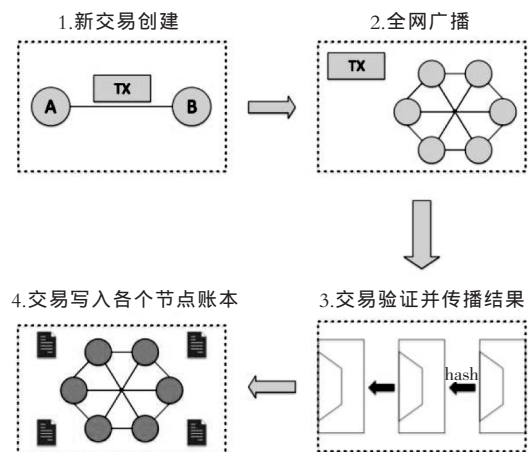 1.新交易创建
2.全网广播
TX
A
B
TX
4.交易写入各个节点账本
3.交易验证并传播结果
hash